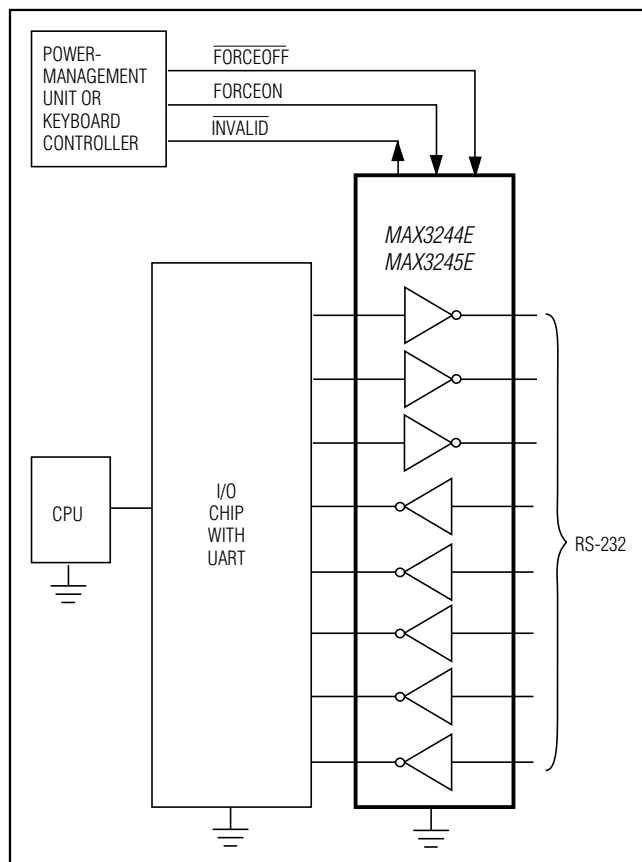 POWER-
MANAGEMENT
UNIT OR
KEYBOARD
CONTROLLER
FORCEOFF
FORCEON
INVALID
MAX3244E
MAX3245E
CPU
I/O
CHIP
WITH
UART
RS-232